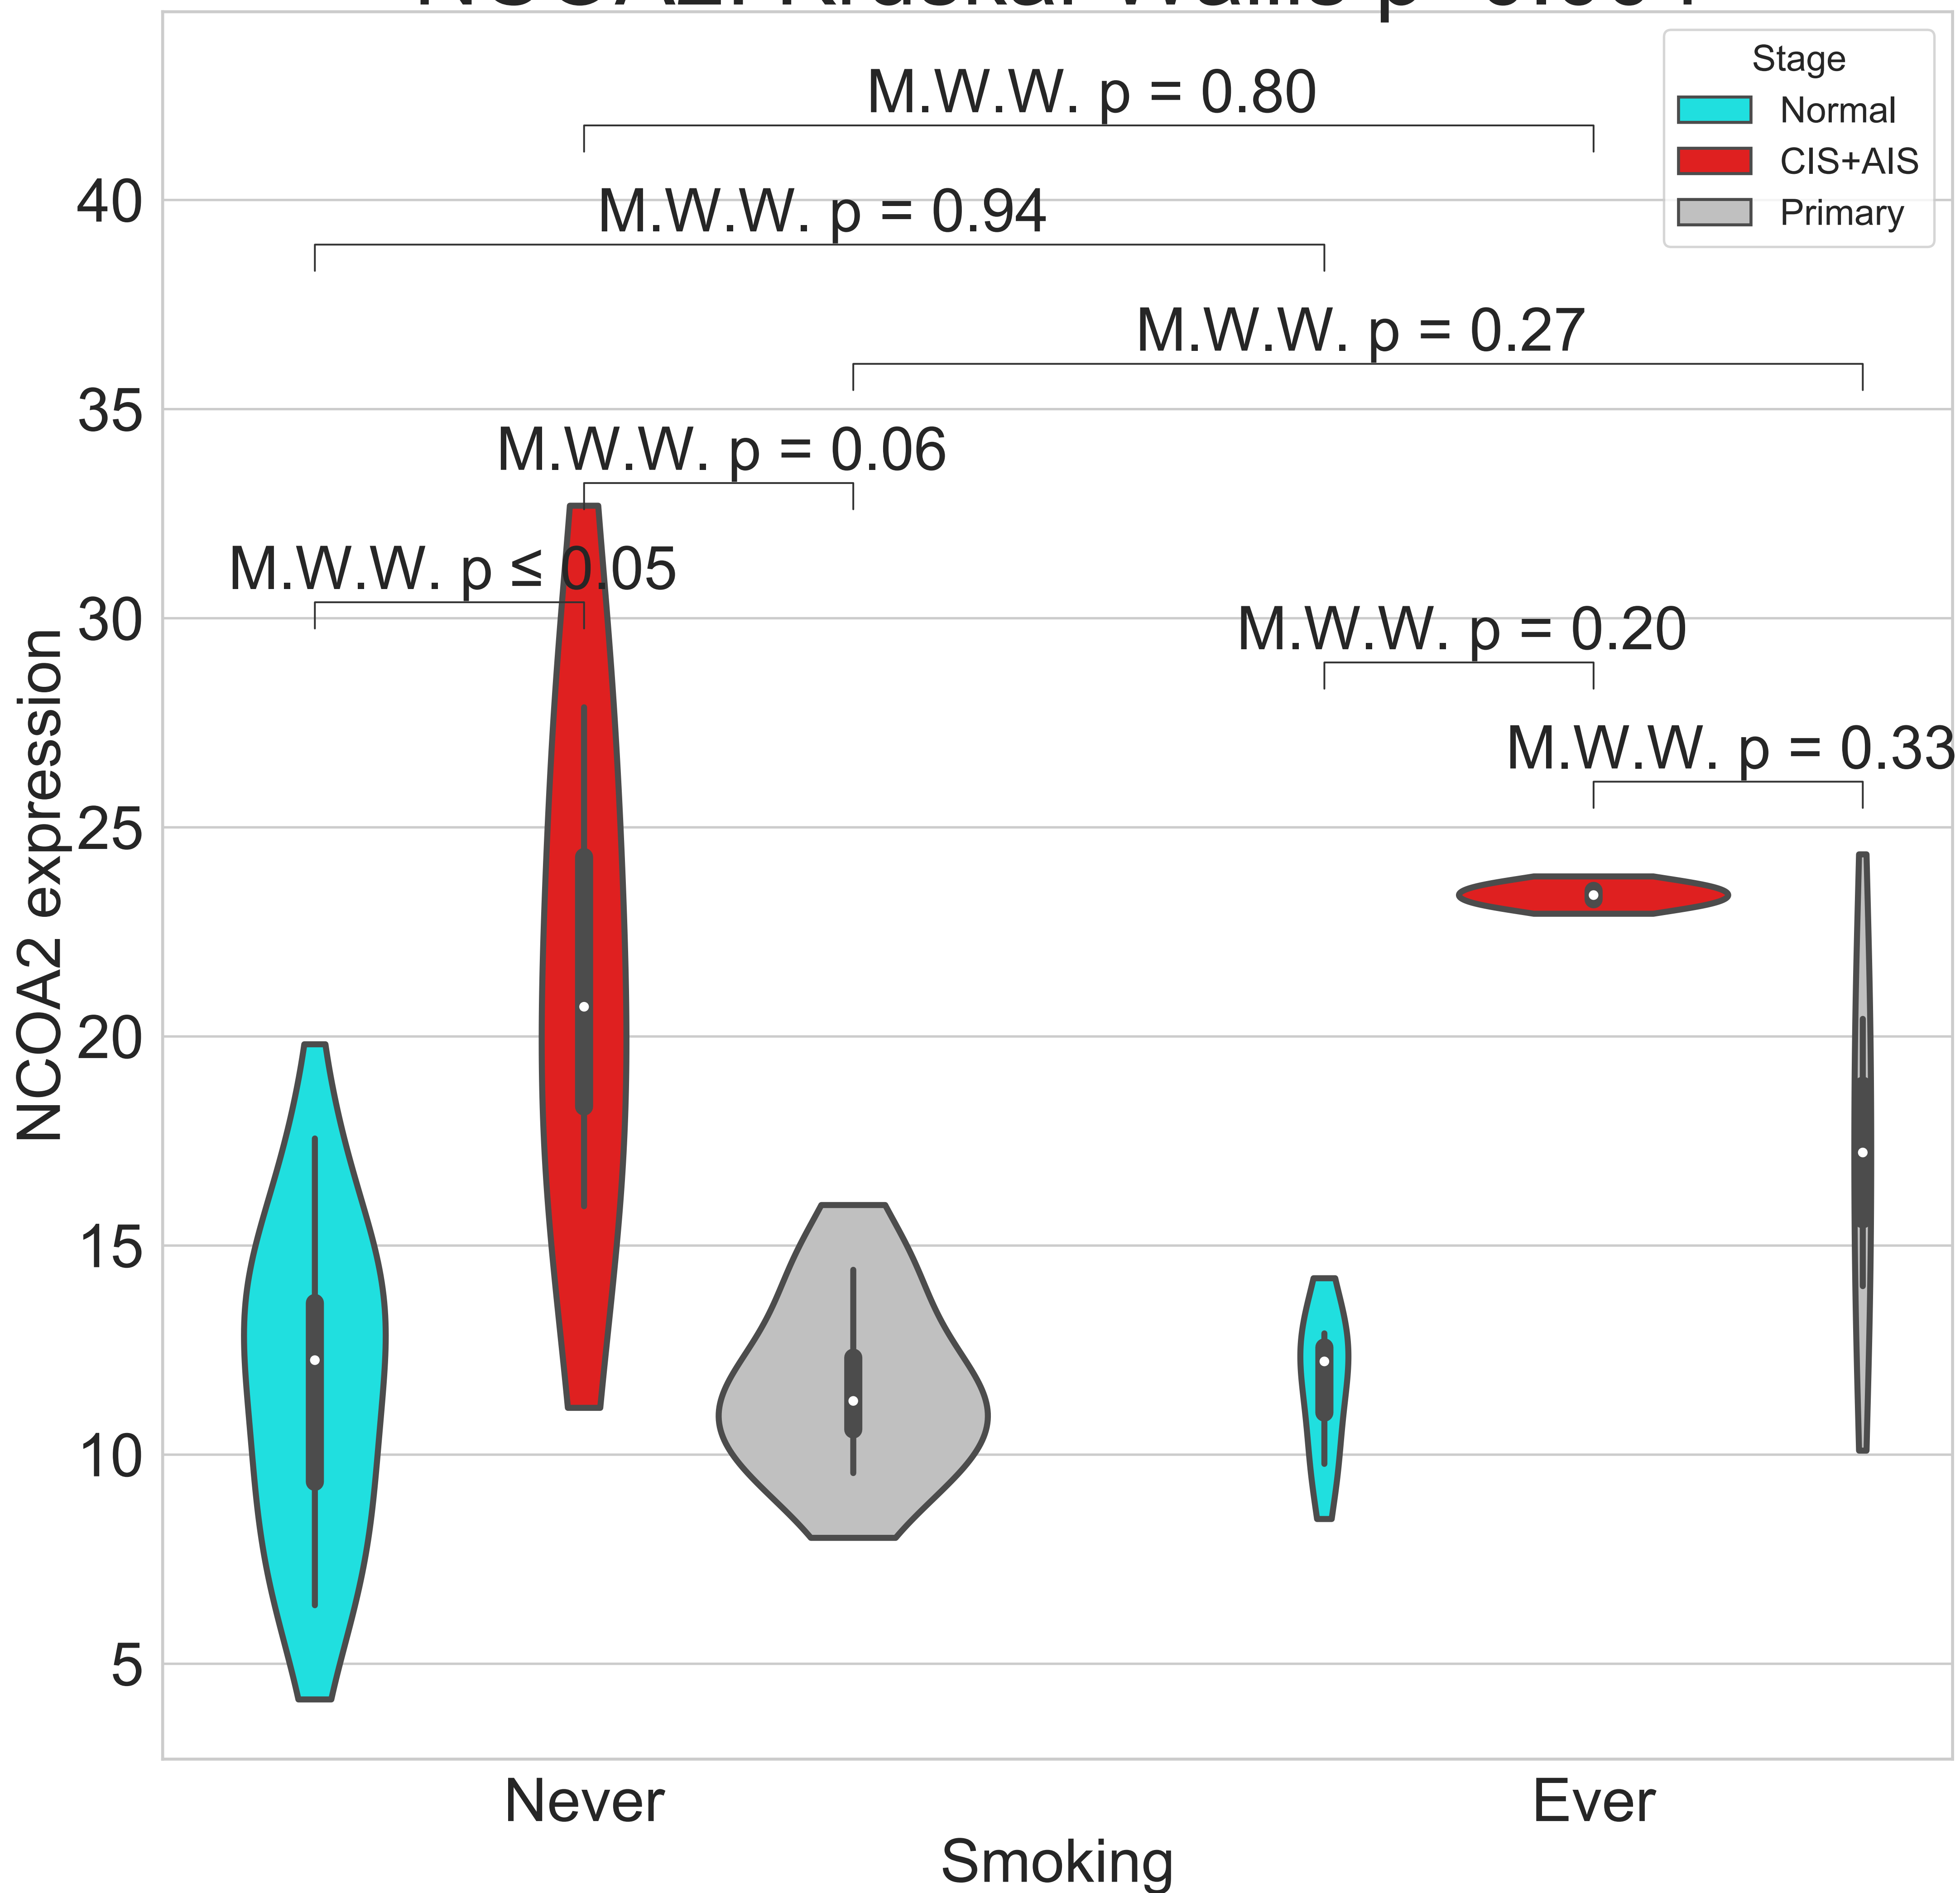 Stage
Normal
CIS+AIS
Primary
M.W.W. p = 0.80
M.W.W. p = 0.94
M.W.W. p = 0.27
M.W.W. p = 0.06
M.W.W. p ≤ 0.05
M.W.W. p = 0.20
M.W.W. p = 0.33
40
35
30
25
20
15
10
5
NCOA2 expression
Never
Ever
Smoking